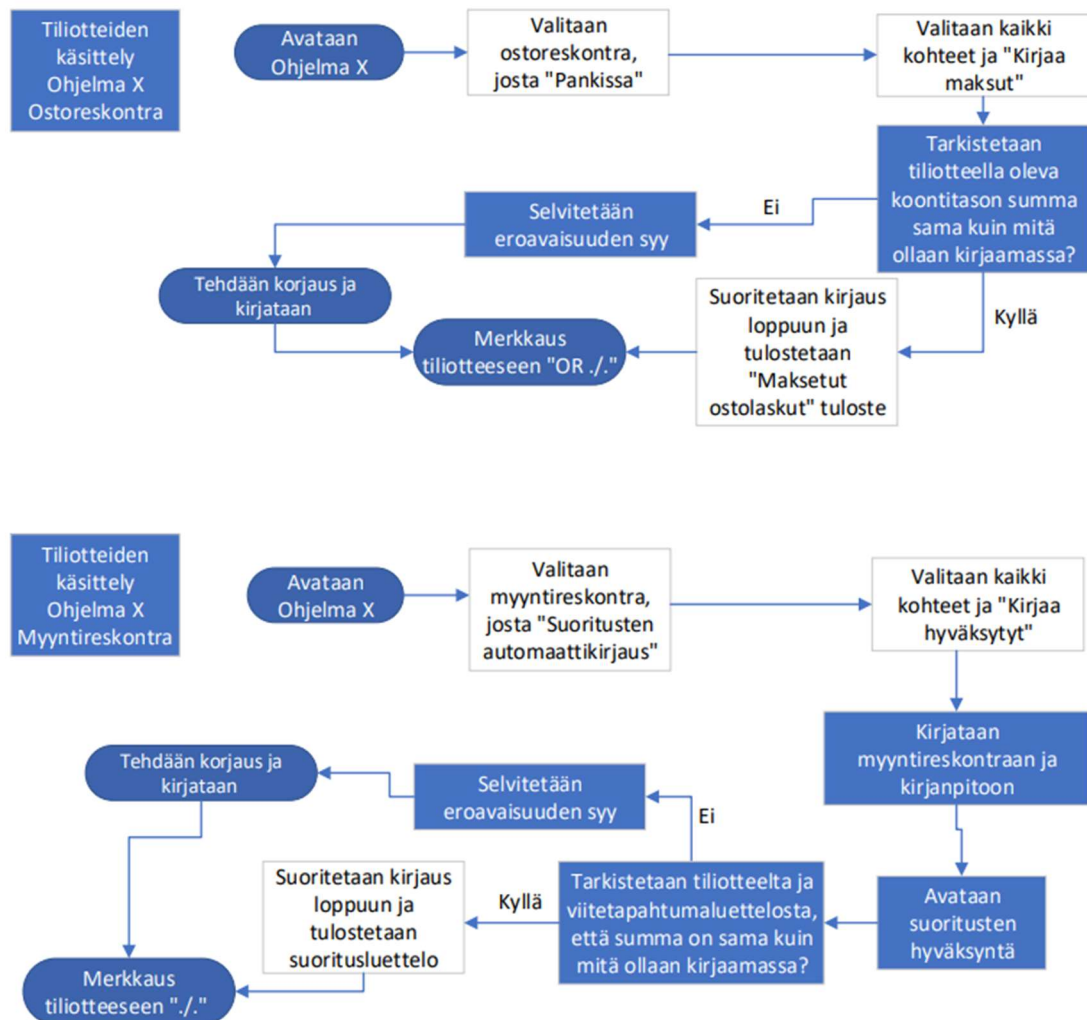 Tiliotteiden
käsittely
Ohjelma X
Ostoreskontra
Avataan
Ohjelma X
Valitaan
ostoreskontra,
josta "Pankissa"
Valitaan kaikki
kohteet ja "Kirjaa
maksut"
Tarkistetaan
tiliotteella oleva
koontitason summa
sama kuin mitä
ollaan kirjaamassa?
Ei
Selvitetään
eroavaisuuden syy
Tehdään korjaus ja
kirjataan
Kyllä
Suoritetaan kirjaus
loppuun ja
tulostetaan
"Maksetut
ostolaskut" tuloste
Merkkaus
tiliotteeseen "OR ./."
Tiliotteiden
käsittely
Ohjelma X
Myyntireskontra
Avataan
Ohjelma X
Valitaan
myyntireskontra,
josta "Suoritusten
automaattikirjaus"
Valitaan kaikki
kohteet ja "Kirjaa
hyväksytyt"
Kirjataan
myyntireskontraan ja
kirjanpitoon
Avataan
suoritusten
hyväksyntä
Tarkistetaan tiliotteelta ja
viitetapahtumaluettelosta,
että summa on sama kuin
mitä ollaan kirjaamassa?
Ei
Selvitetään
eroavaisuuden syy
Tehdään korjaus ja
kirjataan
Kyllä
Suoritetaan kirjaus
loppuun ja
tulostetaan
suoritusluettelo
Merkkaus
tiliotteeseen "./."